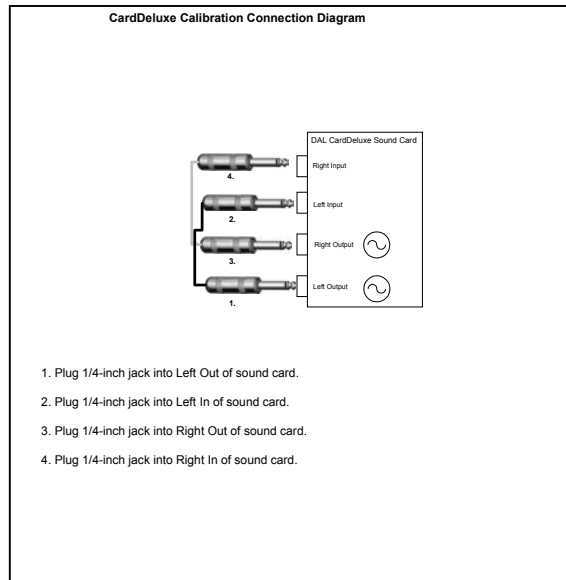 CardDeluxe Calibration Connection Diagram
DAL CardDeluxe Sound Card
Right Input
4.
Left Input
2.
Right Output
3.
Left Output
1.
1. Plug 1/4-inch jack into Left Out of sound card.
2. Plug 1/4-inch jack into Left In of sound card.
3. Plug 1/4-inch jack into Right Out of sound card.
4. Plug 1/4-inch jack into Right In of sound card.